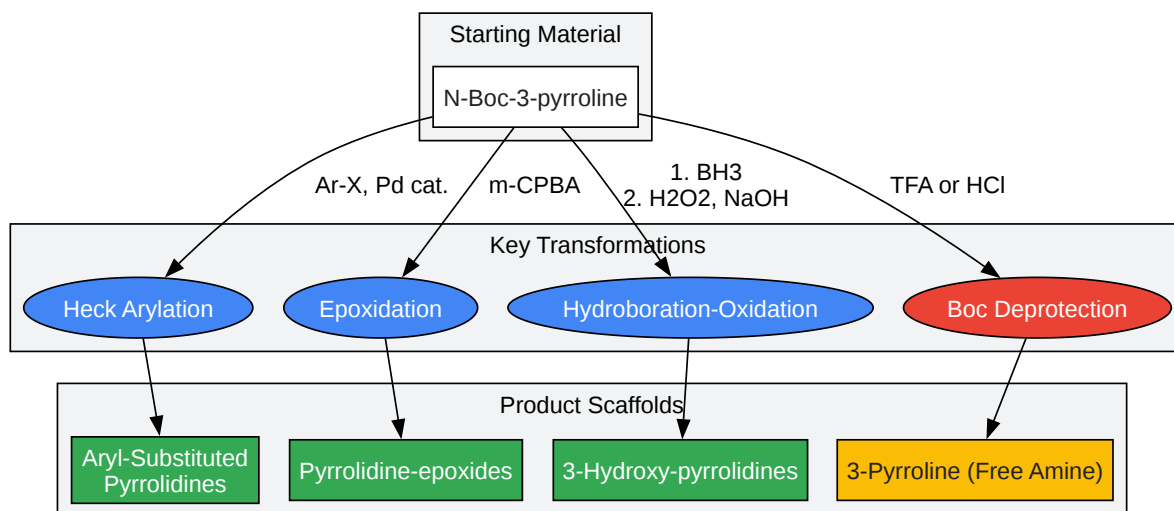 Starting Material
N-Boc-3-pyrroline
Ar-X, Pd cat.
m-CPBA
1. BH3
2. H2O2, NaOH
TFA or HCl
Key Transformations
Heck Arylation
Epoxidation
Hydroboration-Oxidation
Boc Deprotection
Product Scaffolds
Aryl-Substituted
Pyrrolidines
Pyrrolidine-epoxides
3-Hydroxy-pyrrolidines
3-Pyrroline (Free Amine)